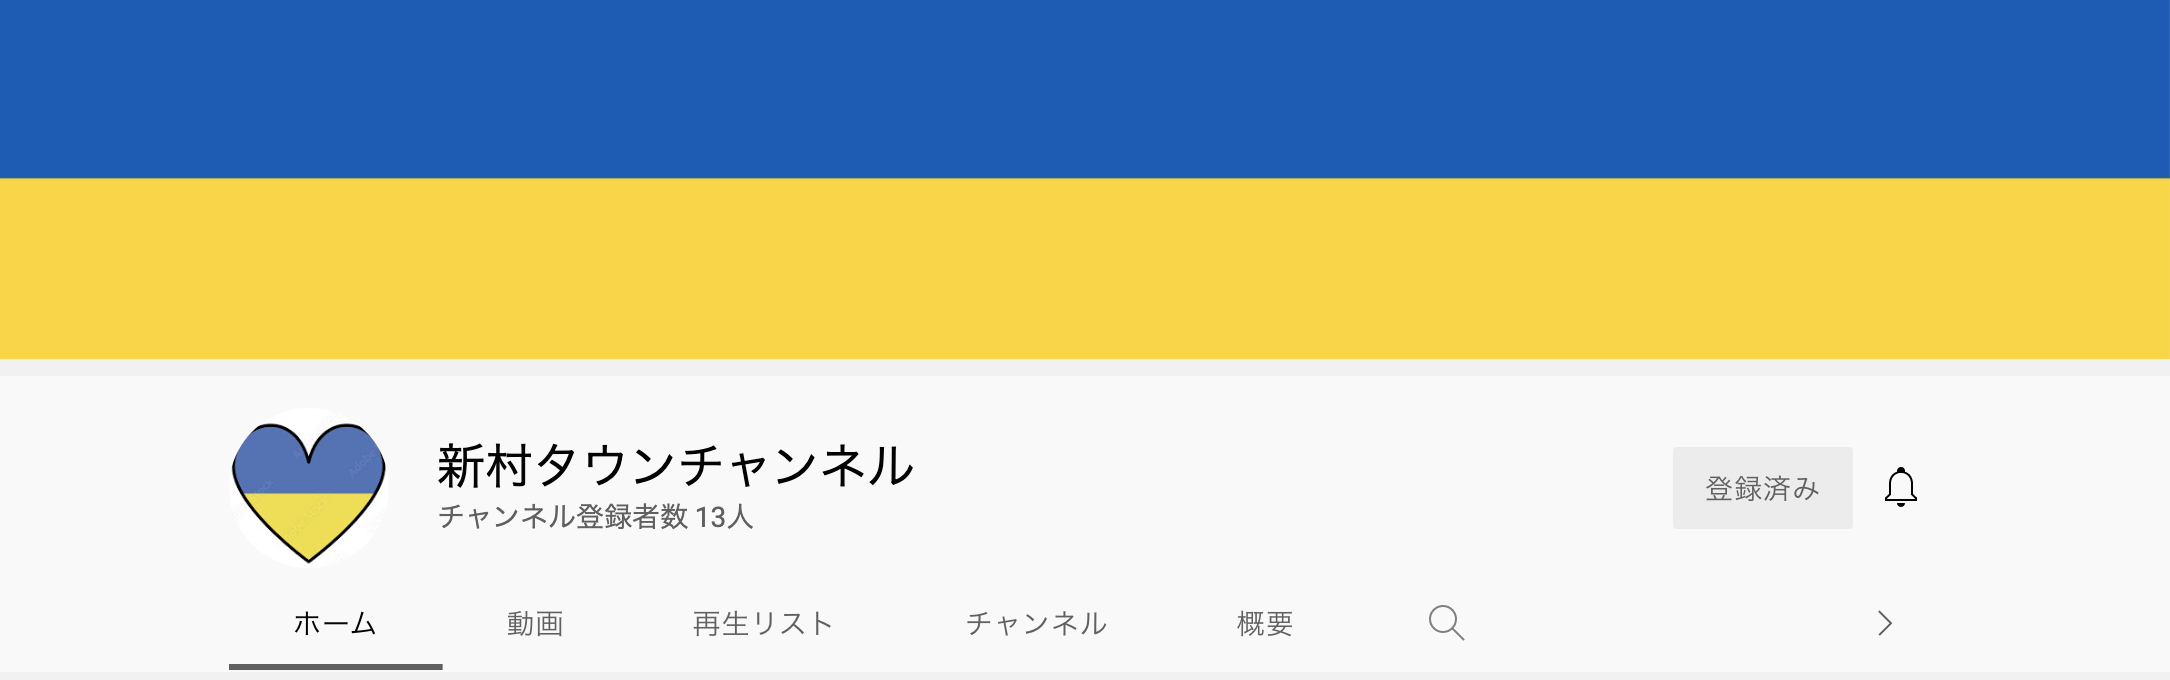 新村タウンチャンネル
チャンネル登録者数 13人
登録済み
ホーム 動画 再生リスト チャンネル 概要